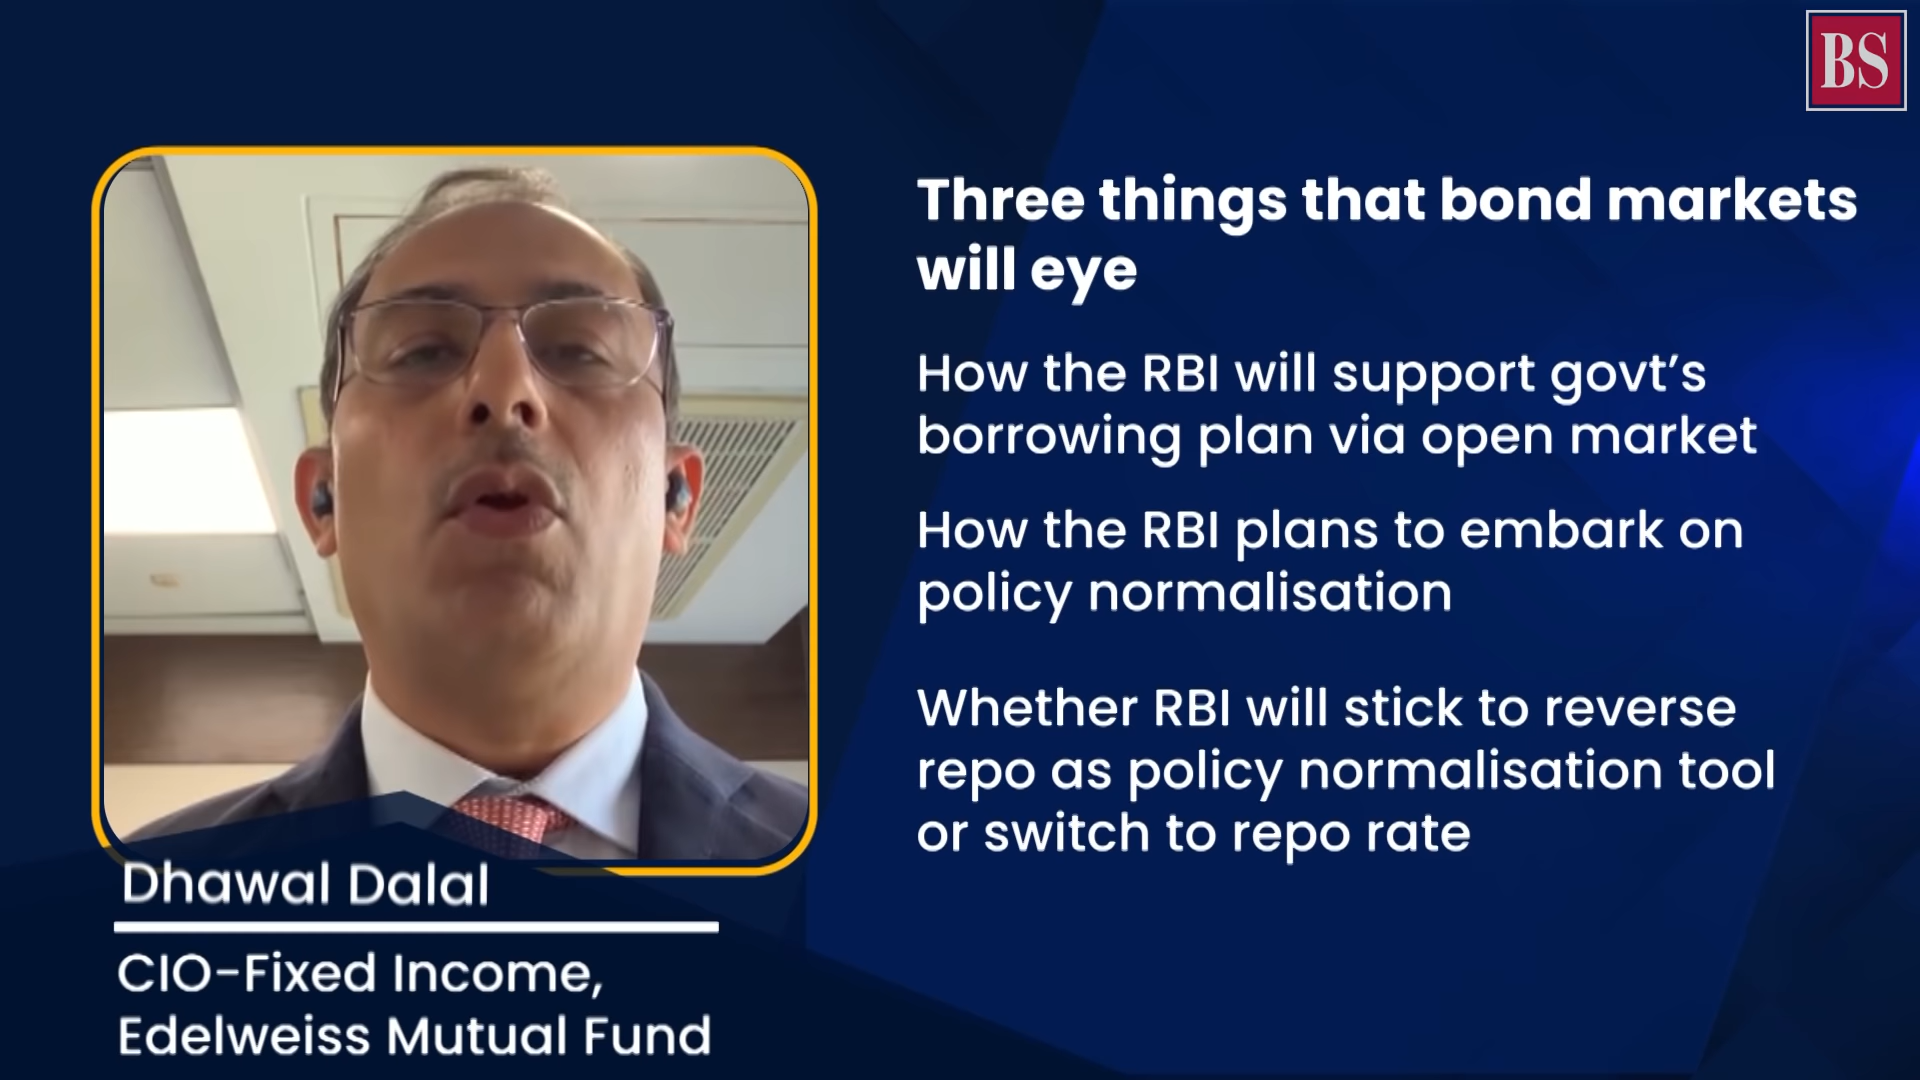 BS
Three things that bond markets
will eye
How the RBI will support govt’s
borrowing plan via open market
How the RBI plans to embark on
policy normalisation
Whether RBI will stick to reverse
repo as policy normalisation tool
or switch to repo rate
Dhawal Dalal
CIO-Fixed Income,
Edelweiss Mutual Fund